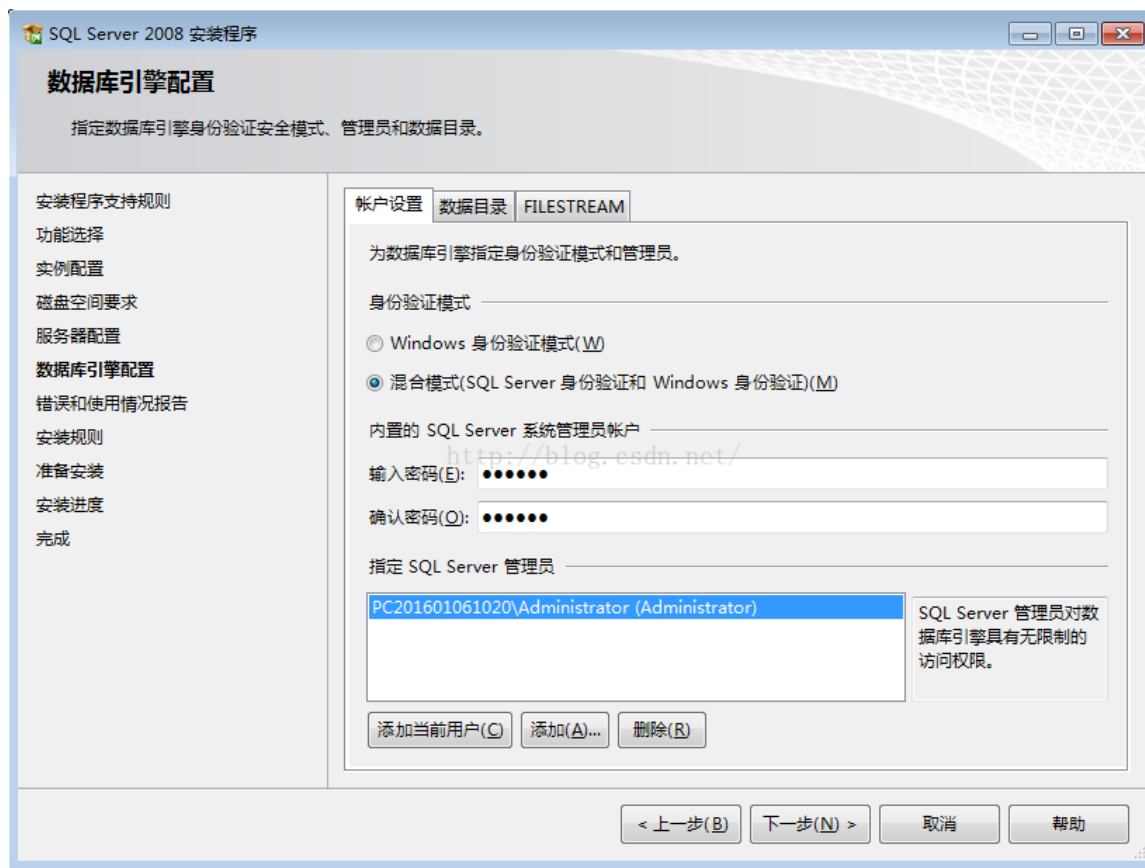 SQL Server 2008 安装程序
数据库引擎配置
指定数据库引擎身份验证安全模式、管理员和数据目录。
安装程序支持规则
功能选择
实例配置
磁盘空间要求
服务器配置
数据库引擎配置
错误和使用情况报告
安装规则
准备安装
安装进度
完成
帐户设置 数据目录 FILESTREAM
为数据库引擎指定身份验证模式和管理员。
身份验证模式
Windows 身份验证模式(W)
混合模式(SQL Server 身份验证和 Windows 身份验证)(M)
内置的 SQL Server 系统管理员帐户
http://blog.csdn.net/
输入密码(E): ●●●●●●
确认密码(O): ●●●●●●
指定 SQL Server 管理员
PC201601061020\Administrator (Administrator)
SQL Server 管理员对数
据库引擎具有无限制的
访问权限。
添加当前用户(C) 添加(A)... 删除(R)
< 上一步(B) 下一步(N) > 取消 帮助